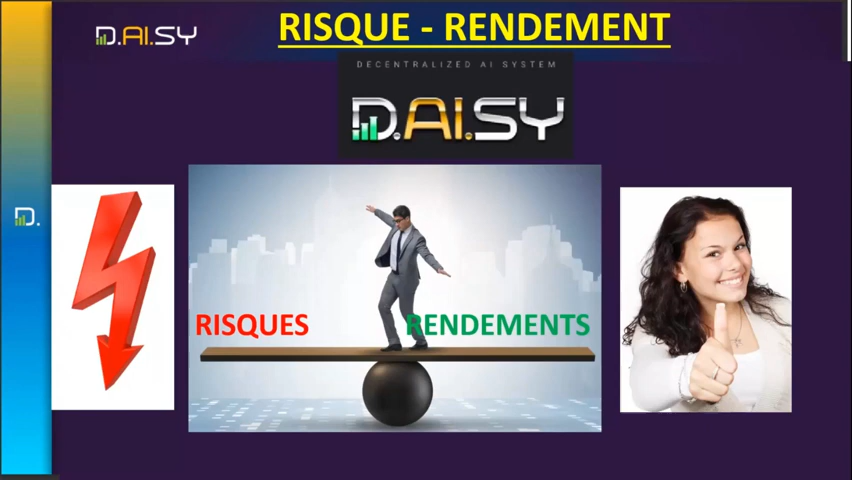 D.AI.SY
RISQUE - RENDEMENT
DECENTRALIZED AI SYSTEM
D.AI.SY
D.
RISQUES
RENDEMENTS